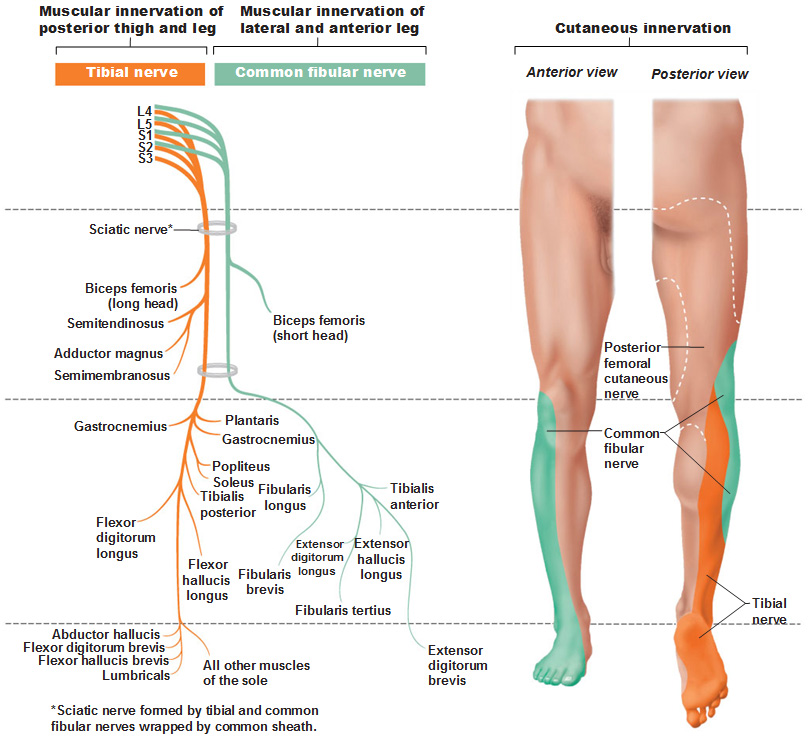 Muscular innervation of
posterior thigh and leg
Muscular innervation of
lateral and anterior leg
Cutaneous innervation
Tibial nerve
Common fibular nerve
Anterior view
Posterior view
L4
L5
S1
S2
S3
Sciatic nerve*
Biceps femoris
(long head)
Semitendinosus
Adductor magnus
Semimembranosus
Biceps femoris
(short head)
Gastrocnemius
Plantaris
Gastrocnemius
Popliteus
Soleus
Tibialis
posterior
Flexor
digitorum
longus
Flexor
hallucis
longus
Fibularis
longus
Tibialis
anterior
Extensor
digitorum
longus
Extensor
hallucis
longus
Fibularis
brevis
Fibularis tertius
Abductor hallucis
Flexor digitorum brevis
Flexor hallucis brevis
Lumbricals
All other muscles
of the sole
Extensor
digitorum
brevis
Posterior
femoral
cutaneous
nerve
Common
fibular
nerve
Tibial
nerve
*Sciatic nerve formed by tibial and common
fibular nerves wrapped by common sheath.